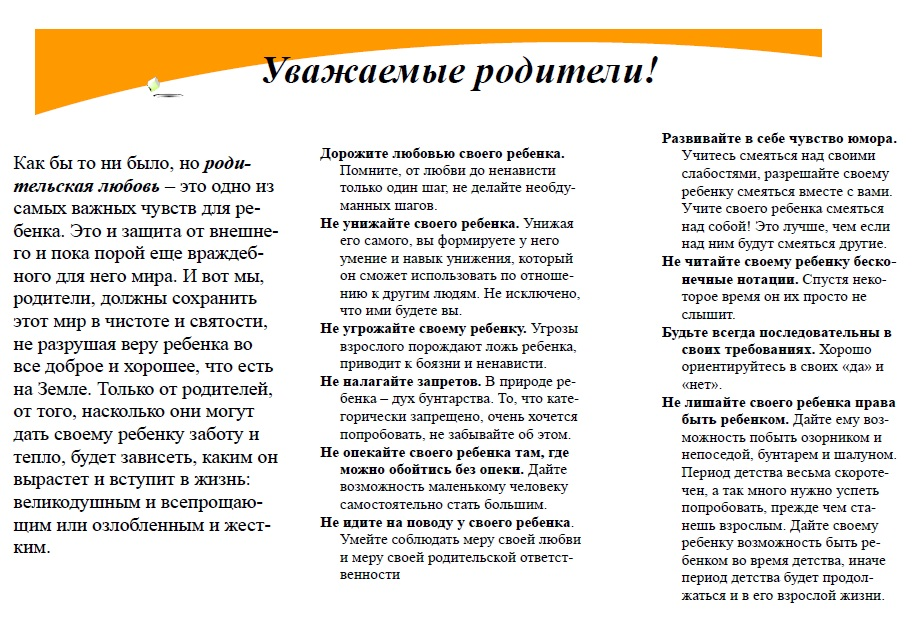 Уважаемые родители!
Как бы то ни было, но роди-
тельская любовь – это одно из
самых важных чувств для ре-
бенка. Это и защита от внешне-
го и пока порой еще враждеб-
ного для него мира. И вот мы,
родители, должны сохранить
этот мир в чистоте и святости,
не разрушая веру ребенка во
все доброе и хорошее, что есть
на Земле. Только от родителей,
от того, насколько они могут
дать своему ребенку заботу и
тепло, будет зависеть, каким он
вырастет и вступит в жизнь:
великодушным и всепрощаю-
щим или озлобленным и жест-
ким.
Дорожите любовью своего ребенка.
Помните, от любви до ненависти
только один шаг, не делайте необду-
манных шагов.
Не унижайте своего ребенка. Унижая
его самого, вы формируете у него
умение и навык унижения, который
он сможет использовать по отноше-
нию к другим людям. Не исключено,
что ими будете вы.
Не угрожайте своему ребенку. Угрозы
взрослого порождают ложь ребенка,
приводит к боязни и ненависти.
Не налагайте запретов. В природе ре-
бенка – дух бунтарства. То, что кате-
горически запрещено, очень хочется
попробовать, не забывайте об этом.
Не опекайте своего ребенка там, где
можно обойтись без опеки. Дайте
возможность маленькому человеку
самостоятельно стать большим.
Не идите на поводу у своего ребенка.
Умейте соблюдать меру своей любви
и меру своей родительской ответст-
венности
Развивайте в себе чувство юмора.
Учитесь смеяться над своими
слабостями, разрешайте своему
ребенку смеяться вместе с вами.
Учите своего ребенка смеяться
над собой! Это лучше, чем если
над ним будут смеяться другие.
Не читайте своему ребенку беско-
нечные нотации. Спустя неко-
торое время он их просто не
слышит.
Будьте всегда последовательны в
своих требованиях. Хорошо
ориентируйтесь в своих «да» и
«нет».
Не лишайте своего ребенка права
быть ребенком. Дайте ему воз-
можность побыть озорником и
непоседой, бунтарем и шалуном.
Период детства весьма скороте-
чен, а так много нужно успеть
попробовать, прежде чем ста-
нешь взрослым. Дайте своему
ребенку возможность быть ре-
бенком во время детства, иначе
период детства будет продол-
жаться и в его взрослой жизни.